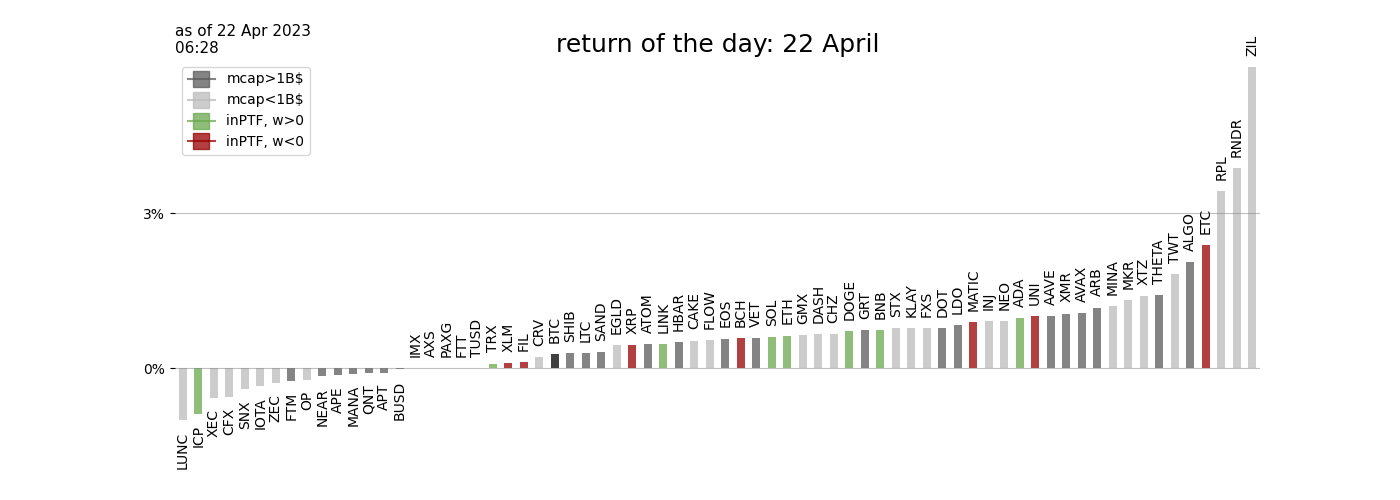 as of 22 Apr 2023
06:28
return of the day: 22 April
mcap>1B$
mcap<1B$
inPTF, w>0
inPTF, w<0
3%
0%
LUNC
ICP
XEC
CFX
SNX
IOTA
ZEC
FTM
OP
NEAR
APE
MANA
QNT
APT
BUSD
IMX
AXS
PAXG
FTT
TUSD
TRX
XLM
FIL
CRV
BTC
SHIB
LTC
SAND
EGLD
XRP
ATOM
LINK
HBAR
CAKE
FLOW
EOS
BCH
VET
SOL
ETH
GMX
DASH
CHZ
DOGE
GRT
BNB
STX
KLAY
FXS
DOT
LDO
MATIC
INJ
NEO
ADA
UNI
AAVE
XMR
AVAX
ARB
MINA
MKR
XTZ
THETA
TWT
ALGO
ETC
RPL
RNDR
ZIL